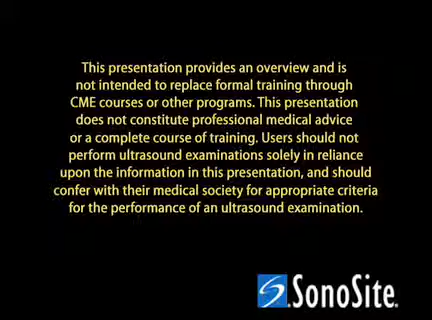 This presentation provides an overview and is
not intended to replace formal training through
CME courses or other programs. This presentation
does not constitute professional medical advice
or a complete course of training. Users should not
perform ultrasound examinations solely in reliance
upon the information in this presentation, and should
confer with their medical society for appropriate criteria
for the performance of an ultrasound examination.
SonoSite®